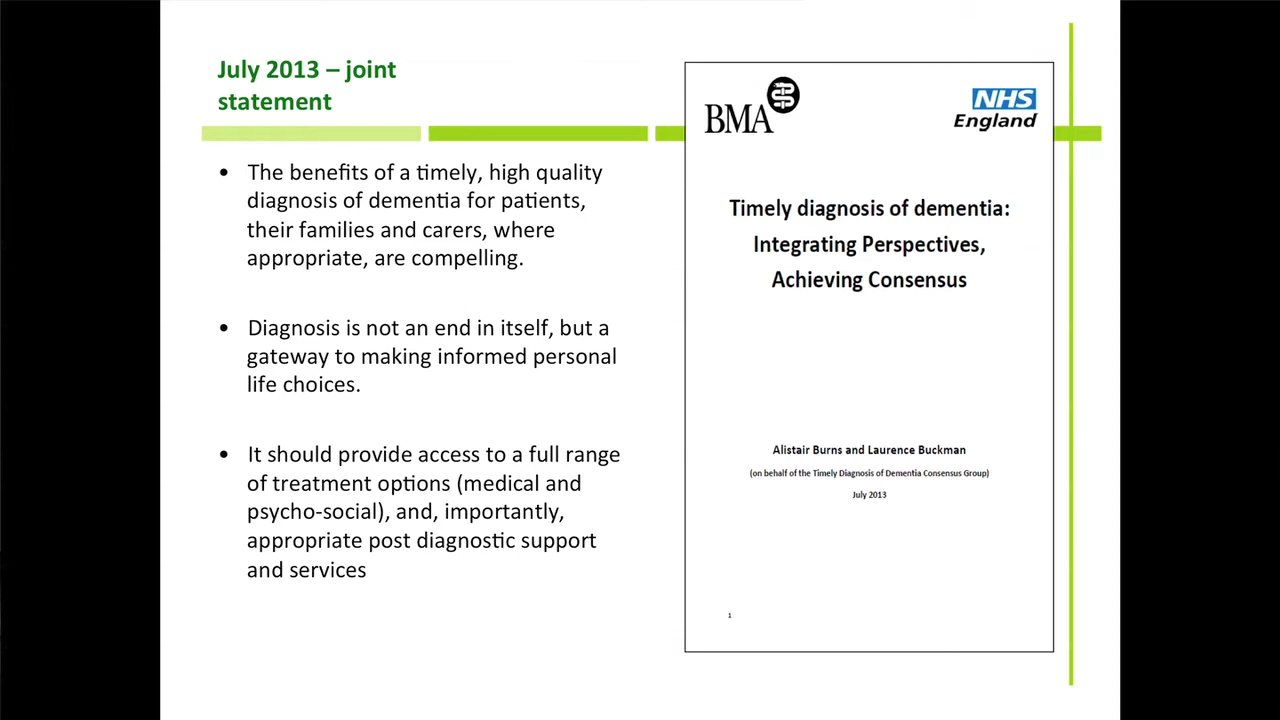 July 2013 – joint
statement
• The benefits of a timely, high quality
diagnosis of dementia for patients,
their families and carers, where
appropriate, are compelling.
• Diagnosis is not an end in itself, but a
gateway to making informed personal
life choices.
• It should provide access to a full range
of treatment options (medical and
psycho-social), and, importantly,
appropriate post diagnostic support
and services
BMA
NHS
England
Timely diagnosis of dementia:
Integrating Perspectives,
Achieving Consensus
Alistair Burns and Laurence Buckman
(on behalf of the Timely Diagnosis of Dementia Consensus Group)
July 2013
1